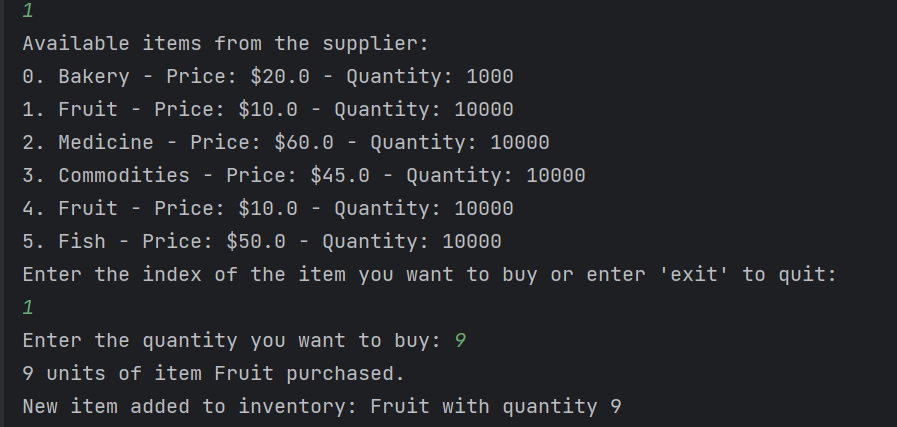 1
Available items from the supplier:
0. Bakery - Price: $20.0 - Quantity: 1000
1. Fruit - Price: $10.0 - Quantity: 10000
2. Medicine - Price: $60.0 - Quantity: 10000
3. Commodities - Price: $45.0 - Quantity: 10000
4. Fruit - Price: $10.0 - Quantity: 10000
5. Fish - Price: $50.0 - Quantity: 10000
Enter the index of the item you want to buy or enter 'exit' to quit:
1
Enter the quantity you want to buy: 9
9 units of item Fruit purchased.
New item added to inventory: Fruit with quantity 9